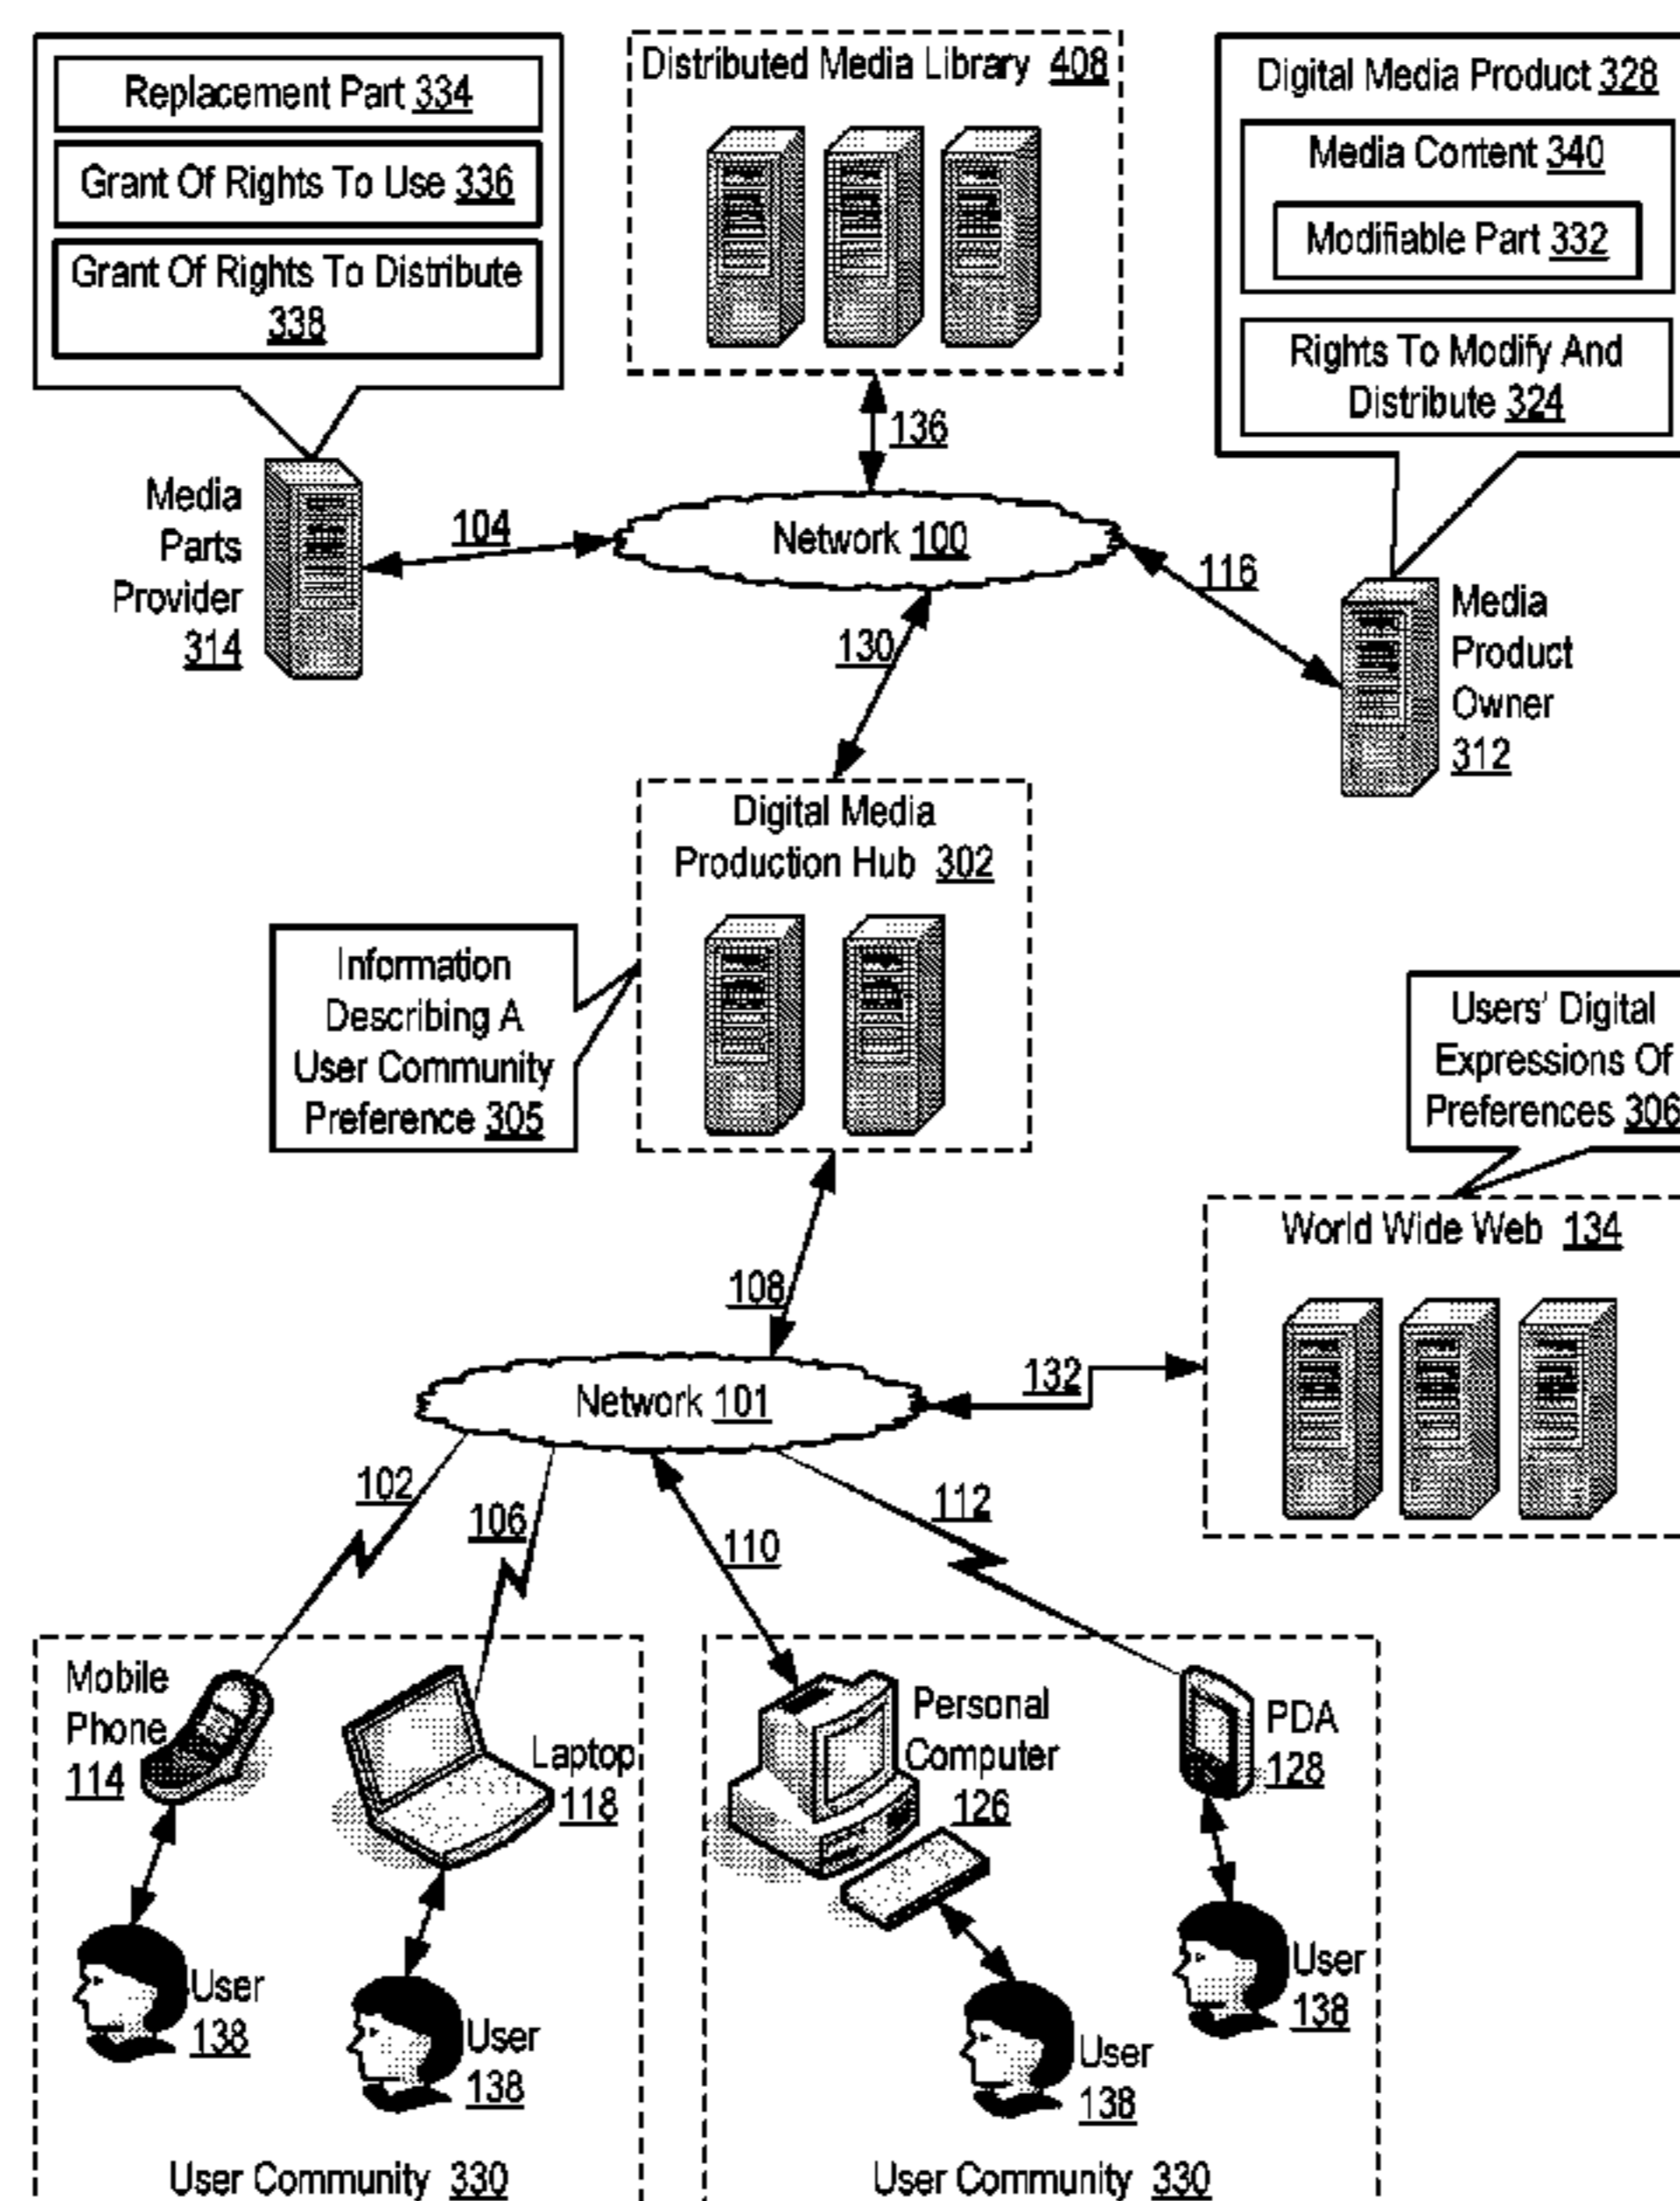 Replacement Part 334
Grant Of Rights To Use 336
Grant Of Rights To Distribute
338
Distributed Media Library 408
Digital Media Product 328
Media Content 340
Modifiable Part 332
Rights To Modify And
Distribute 324
136
Media
Parts
Provider
314
104
Network 100
116
Media
Product
Owner
312
130
Digital Media
Production Hub 302
Information
Describing A
User Community
Preference 305
Users' Digital
Expressions Of
Preferences 306
World Wide Web 134
108
Network 101
132
102
106
110
112
Mobile
Phone
114
Laptop
118
Personal
Computer
126
PDA
128
User
138
User
138
User
138
User
138
User Community 330
User Community 330